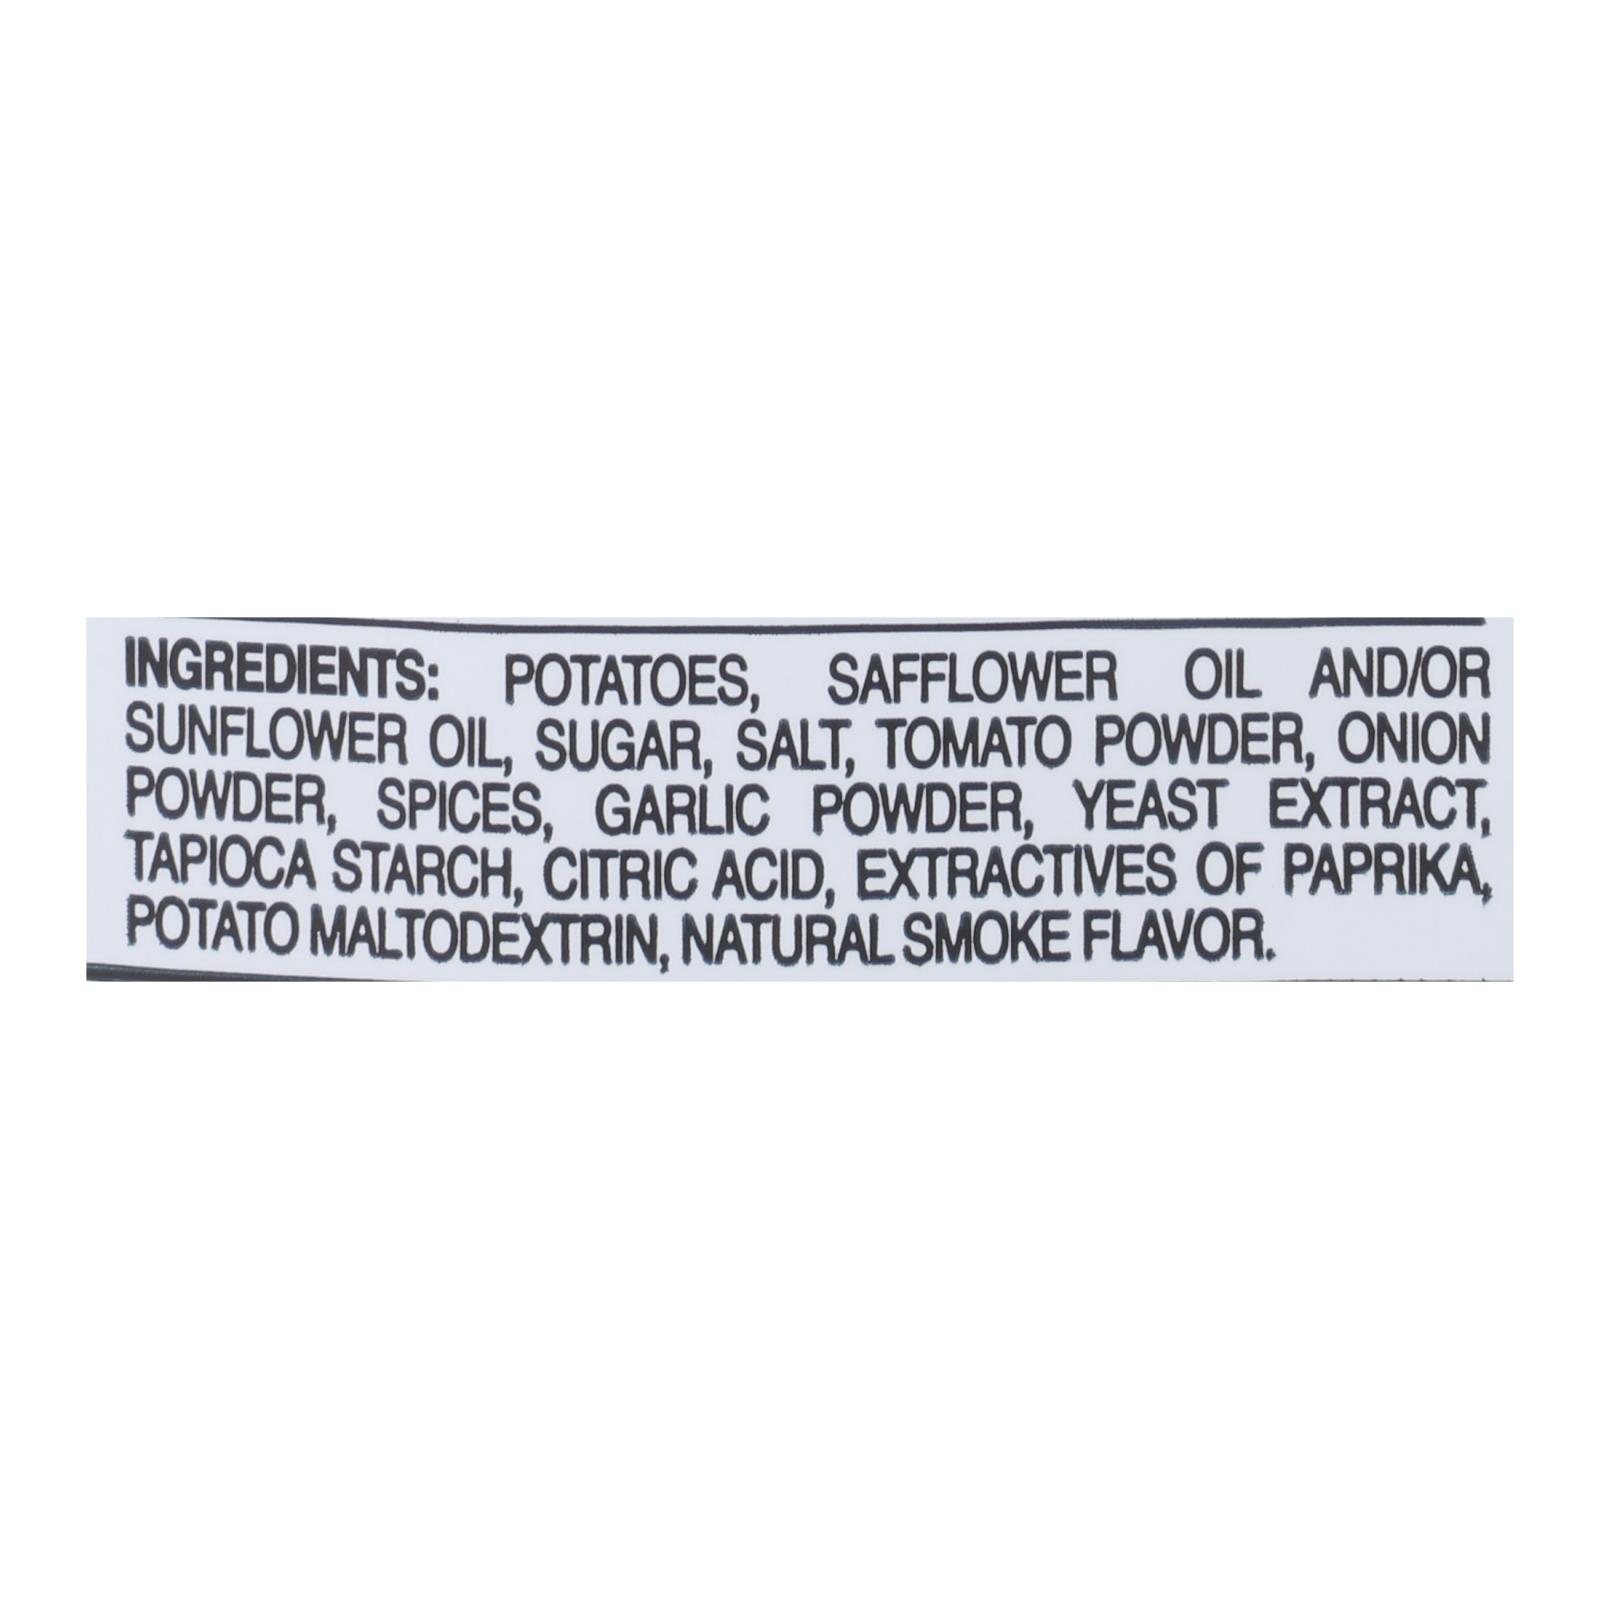 INGREDIENTS: POTATOES, SAFFLOWER OIL AND/OR
SUNFLOWER OIL, SUGAR, SALT, TOMATO POWDER, ONION
POWDER, SPICES, GARLIC POWDER, YEAST EXTRACT,
TAPIOCA STARCH, CITRIC ACID, EXTRACTIVES OF PAPRIKA,
POTATO MALTODEXTRIN, NATURAL SMOKE FLAVOR.